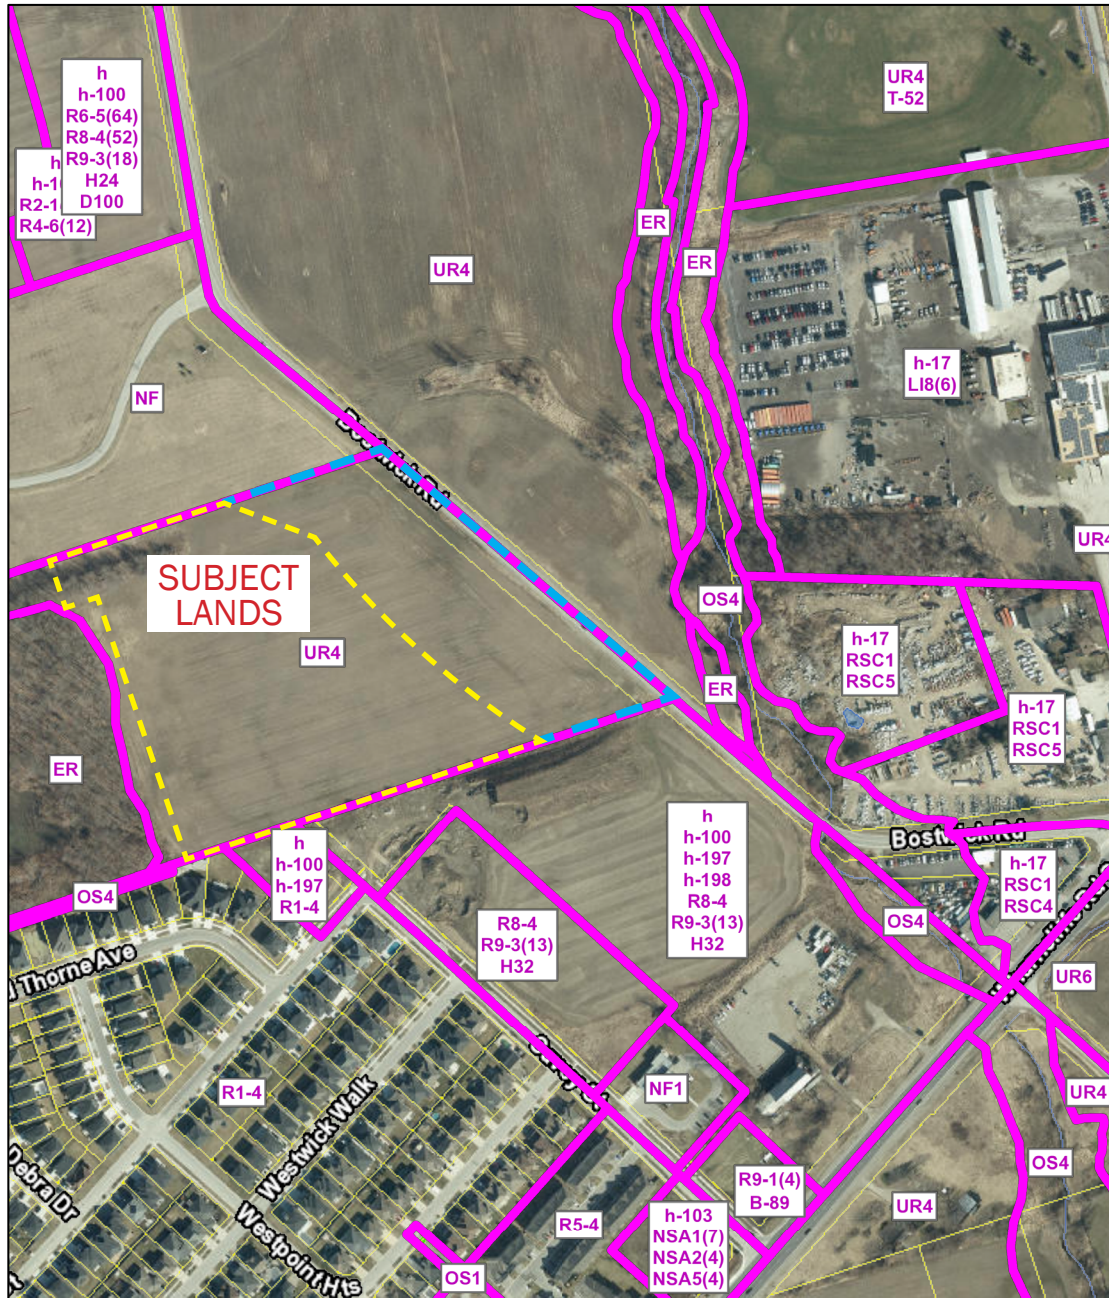 h
h-100
R6-5(64)
R8-4(52)
R9-3(18)
H24
D100
R4-6(12)
UR4
T-52
ER
ER
UR4
h-17
LI8(6)
NF
Bostwick Rd
UR4
SUBJECT
LANDS
UR4
OS4
h-17
RSC1
RSC5
ER
h-17
RSC1
RSC5
ER
h
h-100
h-197
h-198
R8-4
R9-3(13)
H32
Bostwick Rd
h
h-100
h-197
R1-4
h-17
RSC1
RSC4
OS4
R8-4
R9-3(13)
H32
OS4
Thorne Ave
UR6
NF1
R1-4
UR4
Westwick Walk
Debra Dr
OS4
R9-1(4)
B-89
UR4
Westpoint Hts
R5-4
h-103
NSA1(7)
NSA2(4)
NSA5(4)
OS1